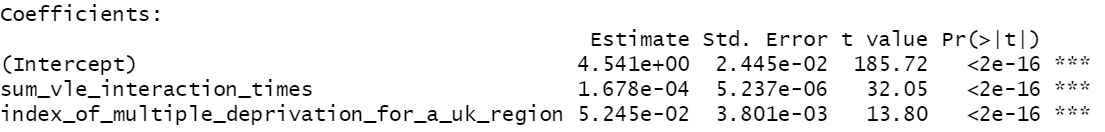 Coefficients:
Estimate Std. Error t value Pr(>|t|)
(Intercept) 4.541e+00 2.445e-02 185.72 <2e-16 ***
sum_vle_interaction_times 1.678e-04 5.237e-06 32.05 <2e-16 ***
index_of_multiple_deprivation_for_a_uk_region 5.245e-02 3.801e-03 13.80 <2e-16 ***